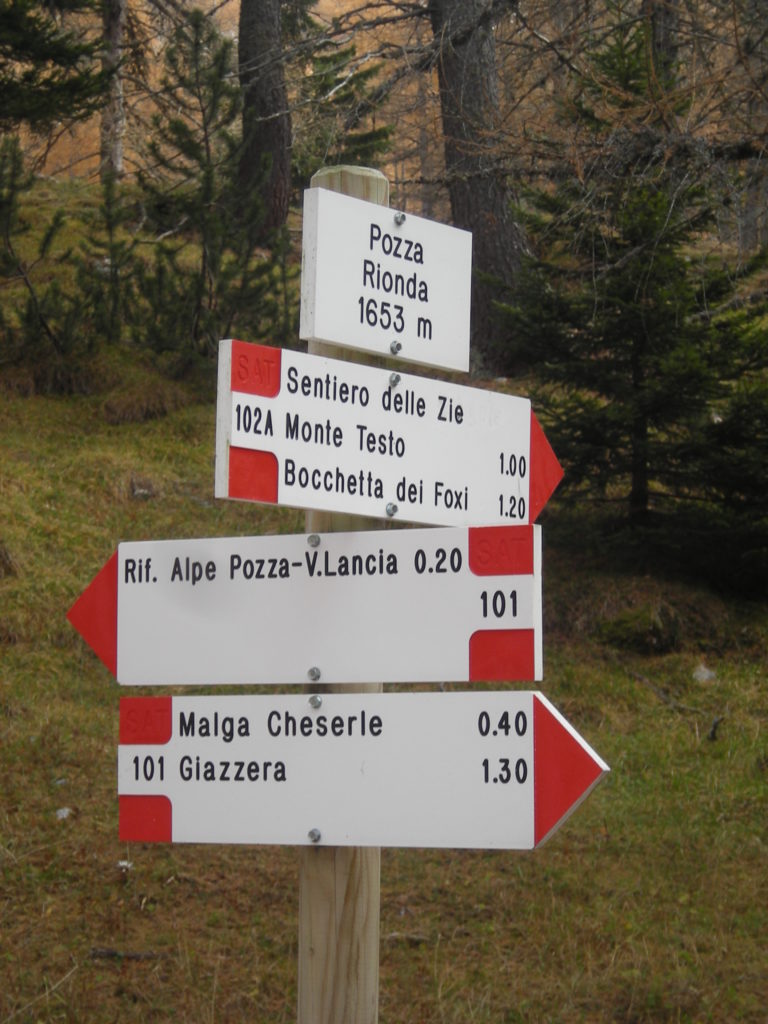 Pozza
Rionda
1653 m
SAT
Sentiero delle Zie
102A Monte Testo 1.00
Bocchetta dei Foxi 1.20
Rif. Alpe Pozza-V.Lancia 0.20 SAT
101
SAT Malga Cheserle 0.40
101 Giazzera 1.30